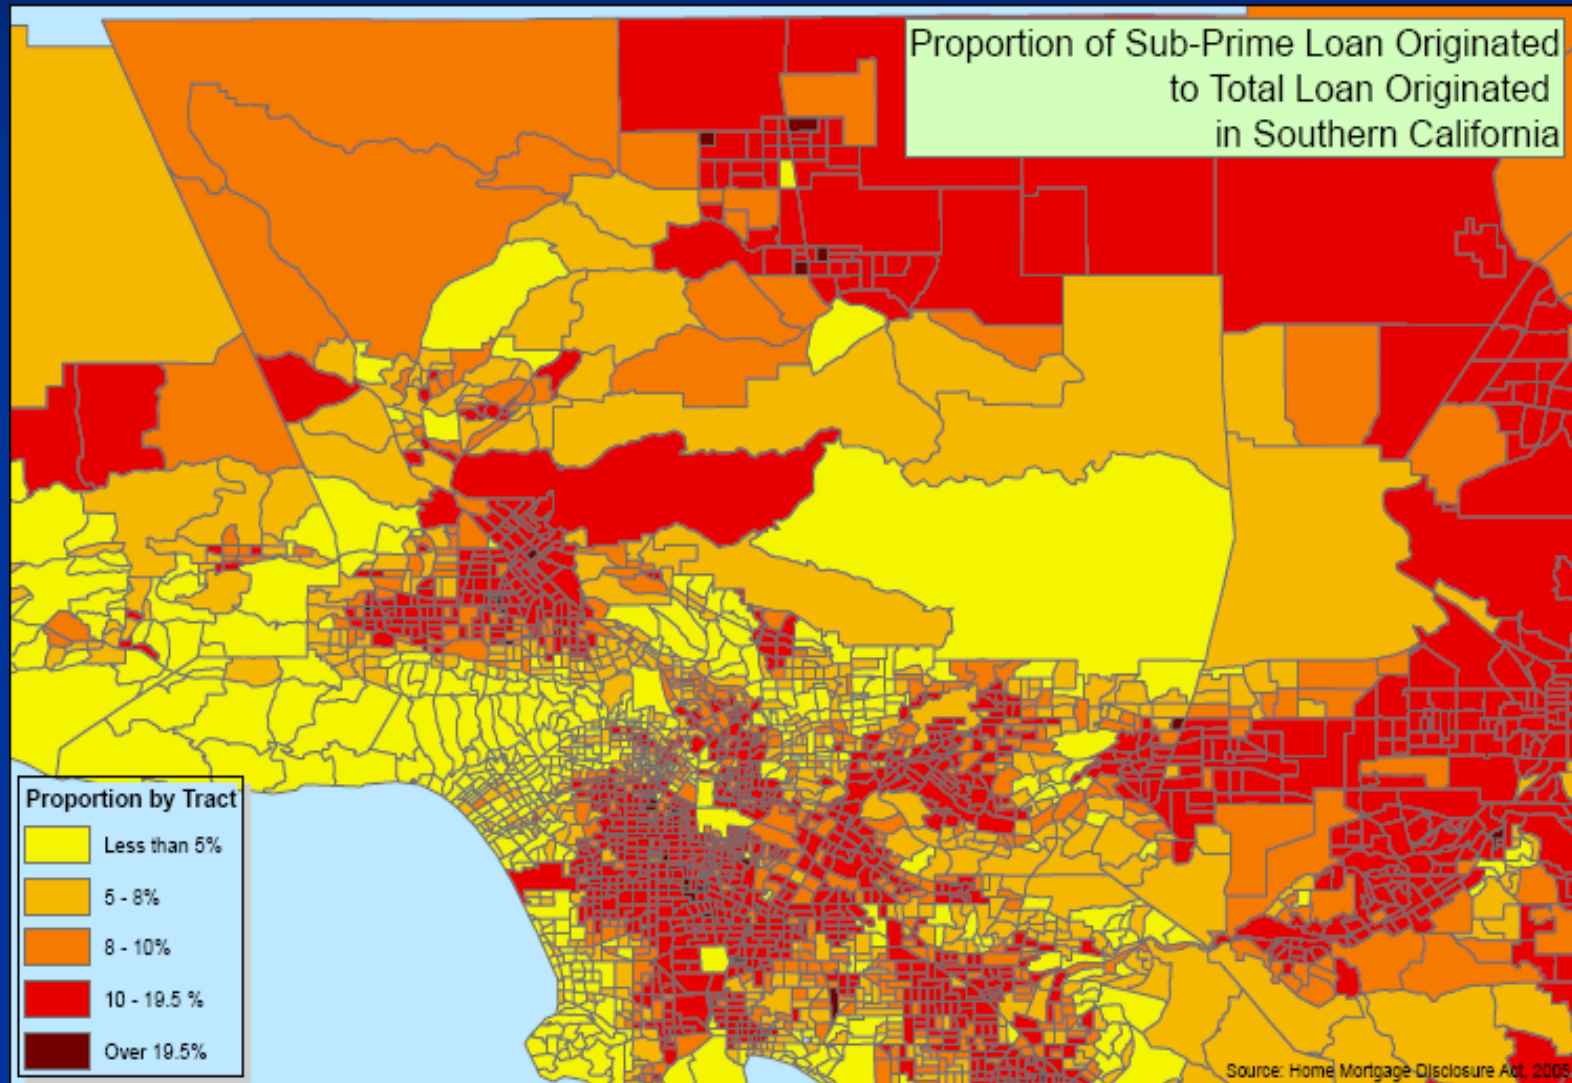 Proportion of Sub-Prime Loan Originated
to Total Loan Originated
in Southern California
Proportion by Tract
Less than 5%
5 - 8%
8 - 10%
10 - 19.5 %
Over 19.5%
Source: Home Mortgage Disclosure Act, 2005